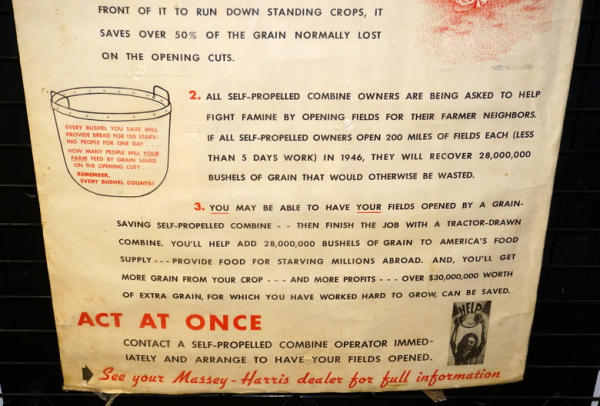 FRONT OF IT TO RUN DOWN STANDING CROPS, IT
SAVES OVER 50% OF THE GRAIN NORMALLY LOST
ON THE OPENING CUTS.
EVERY BUSHEL YOU SAVE WILL
PROVIDE BREAD FOR 150 STARV-
ING PEOPLE FOR ONE DAY . . .
HOW MANY PEOPLE WILL YOUR
FARM FEED BY GRAIN SAVED
ON THE OPENING CUT? . . .
REMEMBER,
EVERY BUSHEL COUNTS!
2. ALL SELF-PROPELLED COMBINE OWNERS ARE BEING ASKED TO HELP
FIGHT FAMINE BY OPENING FIELDS FOR THEIR FARMER NEIGHBORS.
IF ALL SELF-PROPELLED OWNERS OPEN 200 MILES OF FIELDS EACH (LESS
THAN 5 DAYS WORK) IN 1946, THEY WILL RECOVER 28,000,000
BUSHELS OF GRAIN THAT WOULD OTHERWISE BE WASTED.
3. YOU MAY BE ABLE TO HAVE YOUR FIELDS OPENED BY A GRAIN-
SAVING SELF-PROPELLED COMBINE - - THEN FINISH THE JOB WITH A TRACTOR-DRAWN
COMBINE. YOU'LL HELP ADD 28,000,000 BUSHELS OF GRAIN TO AMERICA'S FOOD
SUPPLY - - - PROVIDE FOOD FOR STARVING MILLIONS ABROAD. AND, YOU'LL GET
MORE GRAIN FROM YOUR CROP - - - AND MORE PROFITS - - - OVER $30,000,000 WORTH
OF EXTRA GRAIN, FOR WHICH YOU HAVE WORKED HARD TO GROW, CAN BE SAVED.
HELP
ACT AT ONCE
CONTACT A SELF-PROPELLED COMBINE OPERATOR IMMED-
IATELY AND ARRANGE TO HAVE YOUR FIELDS OPENED.
See your Massey-Harris dealer for full information